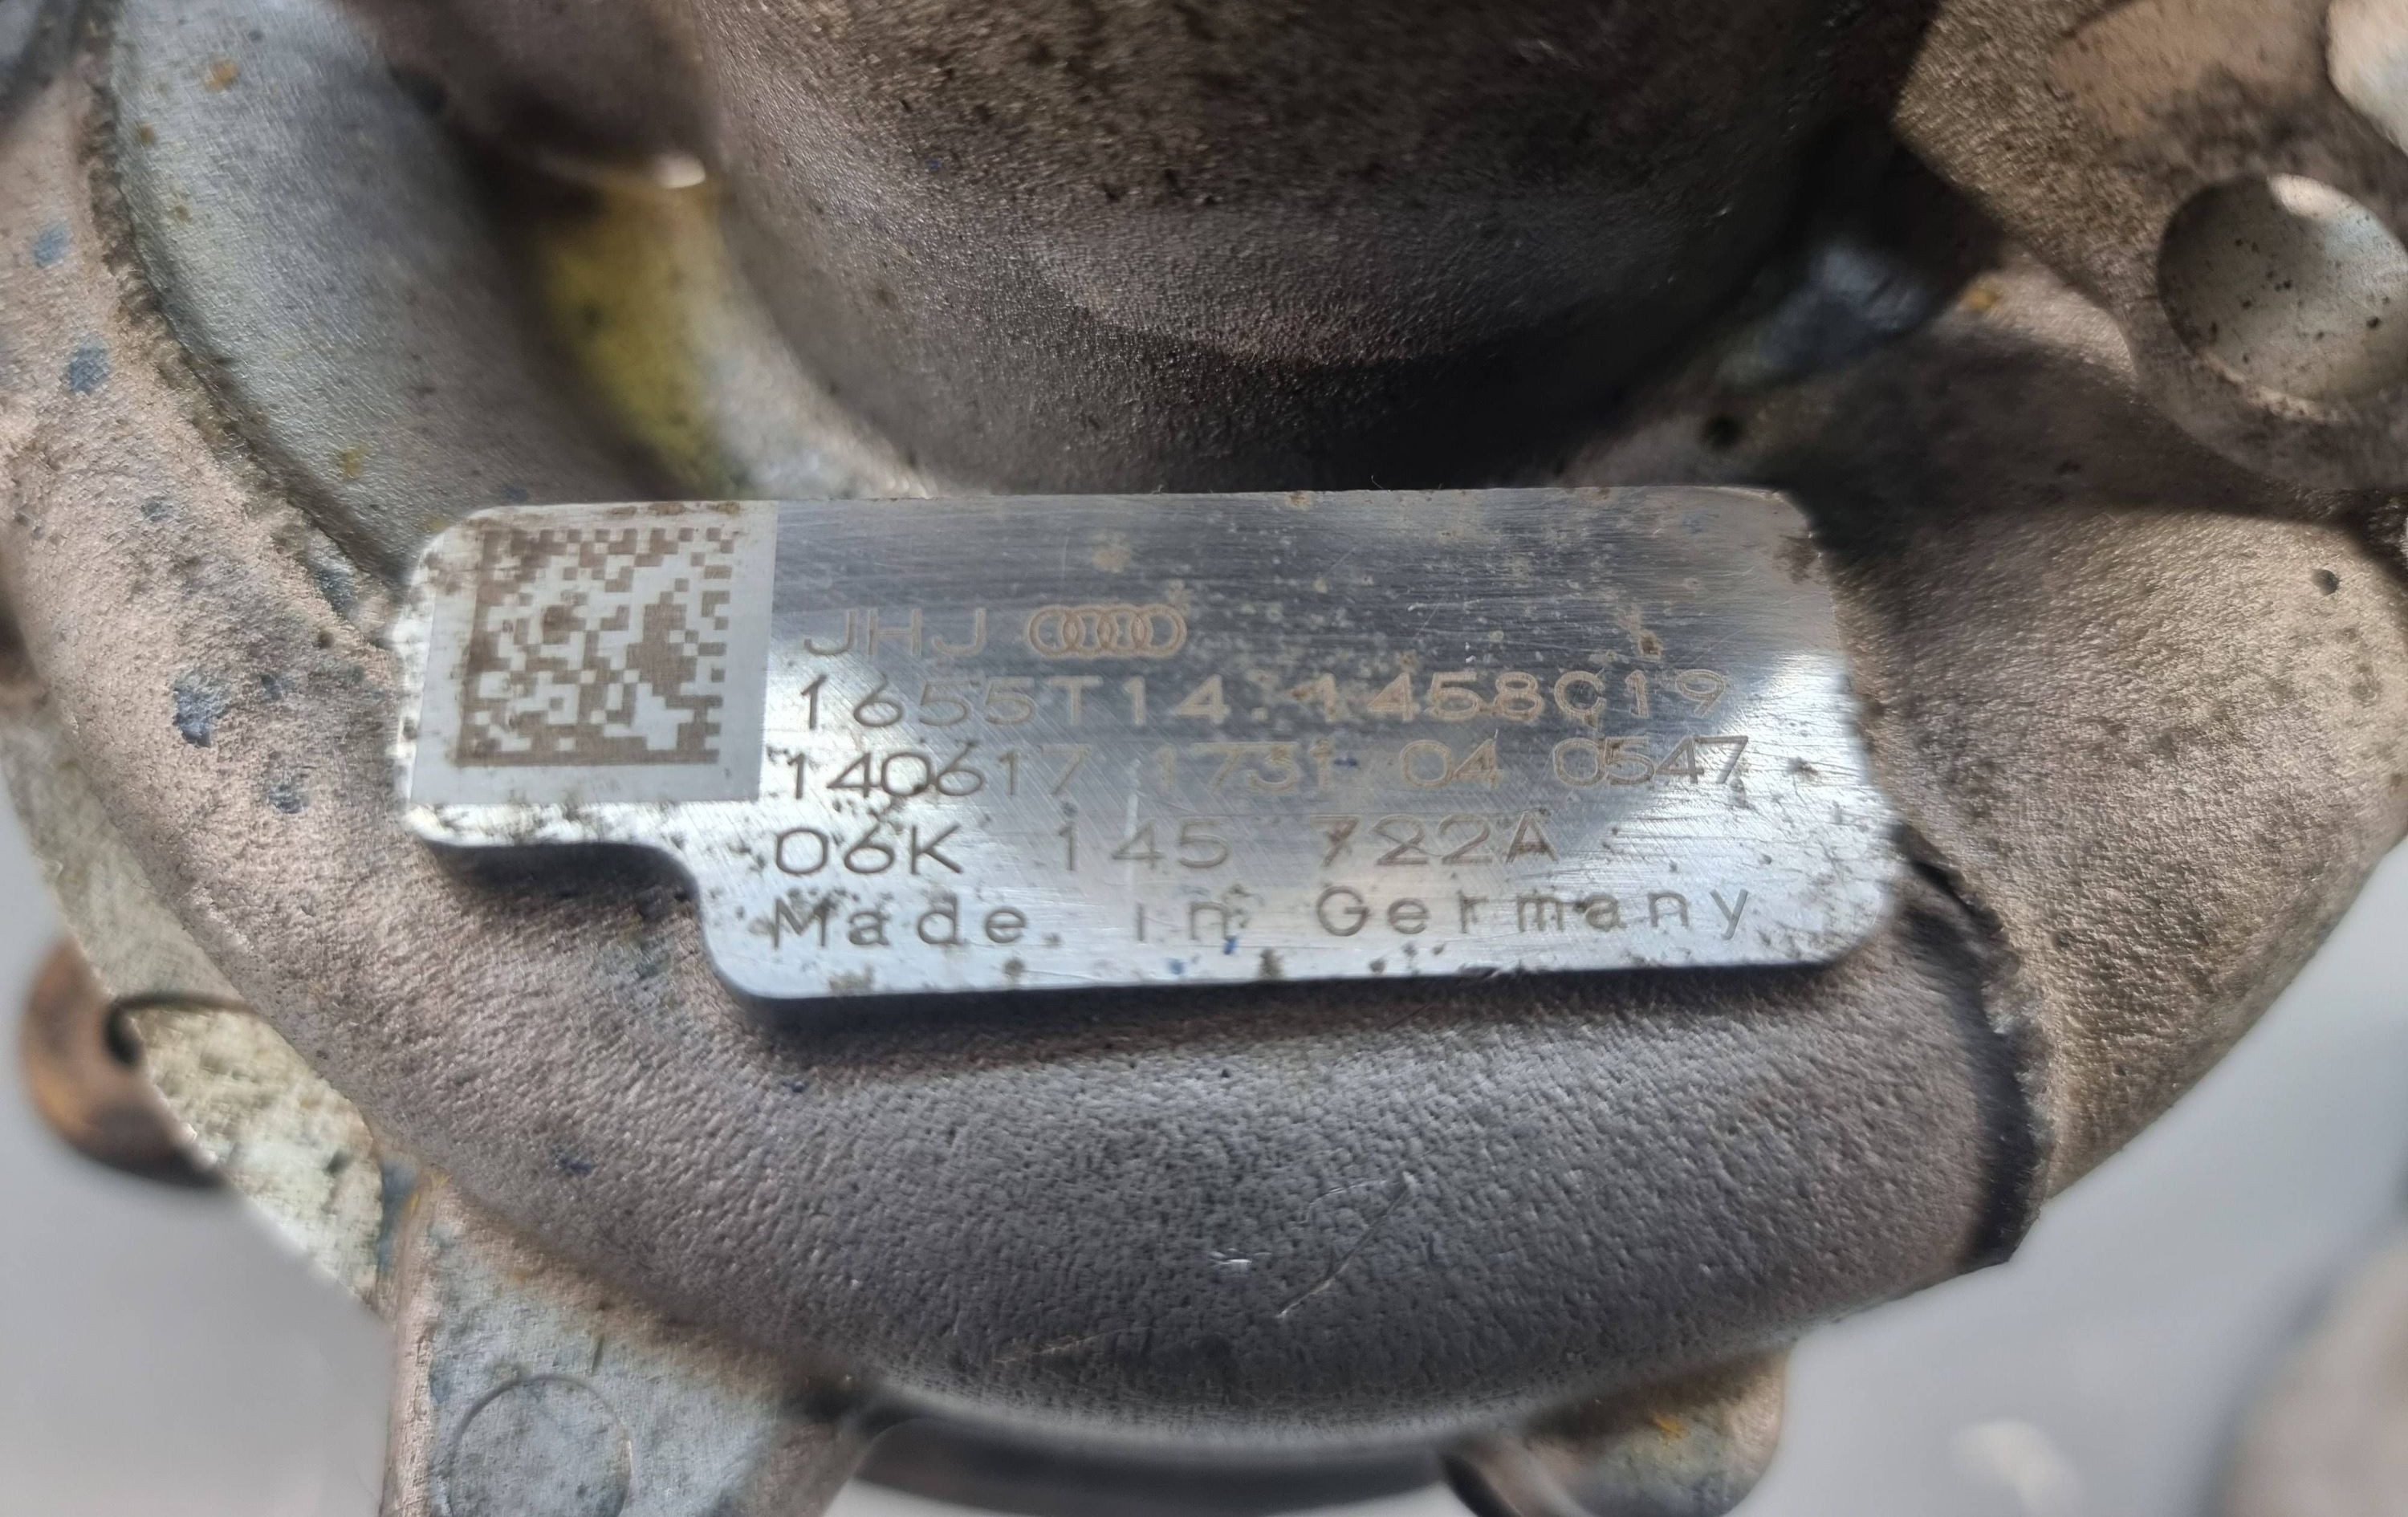 JHJ
1655T14.1458C19
140617 1731 04 0547
06K 145 722A
Made in Germany